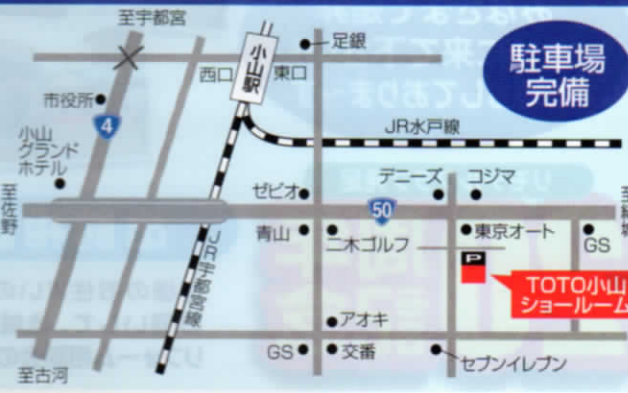 至宇都宮
足銀
小山駅
西口
東口
駐車場
完備
市役所
4
JR水戸線
小山
グランド
ホテル
ゼビオ
デニーズ
コジマ
至佐野
50
青山
二木ゴルフ
東京オート
GS
JR宇都宮線
P
TOTO小山
ショールーム
アオキ
GS
交番
セブンイレブン
至古河